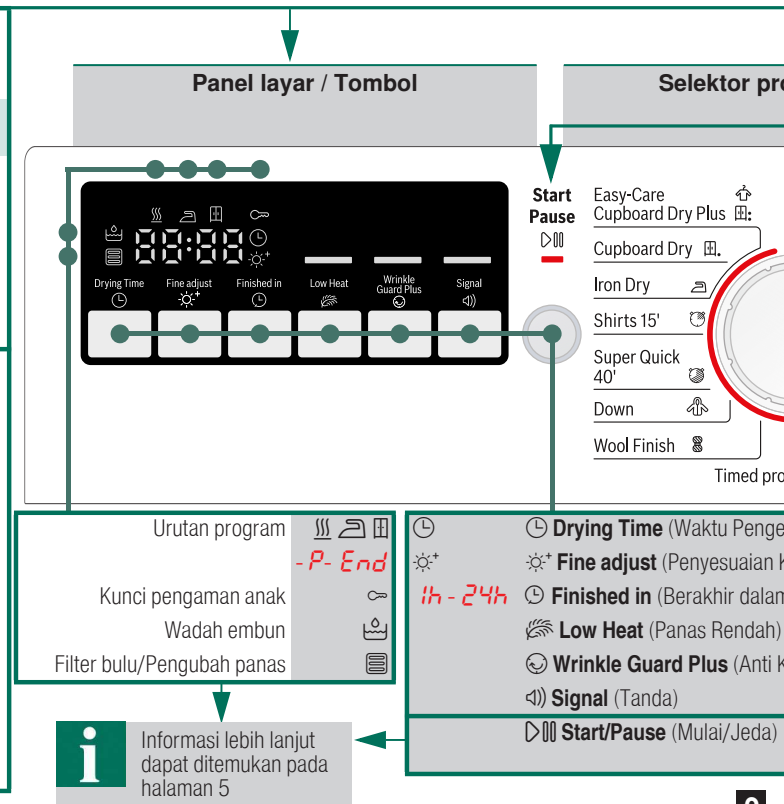 Panel layar / Tombol
Selektor pro
88:88
Drying Time
Fine adjust
Finished in
Low Heat
Wrinkle
Guard Plus
Signal
Start
Pause
Easy-Care
Cupboard Dry Plus
Cupboard Dry
Iron Dry
Shirts 15'
Super Quick
40'
Down
Wool Finish
Timed pro
Urutan program
-P- End
Kunci pengaman anak
Wadah embun
Filter bulu/Pengubah panas
Drying Time (Waktu Penge
Fine adjust (Penyesuaian K
1h - 24h Finished in (Berakhir dalam
Low Heat (Panas Rendah)
Wrinkle Guard Plus (Anti K
Signal (Tanda)
Start/Pause (Mulai/Jeda)
i
Informasi lebih lanjut
dapat ditemukan pada
halaman 5